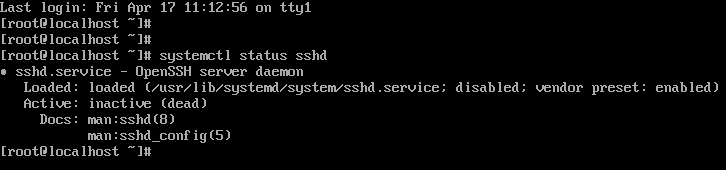 Last login: Fri Apr 17 11:12:56 on tty1
[root@localhost ~]#
[root@localhost ~]#
[root@localhost ~]# systemctl status sshd
● sshd.service - OpenSSH server daemon
   Loaded: loaded (/usr/lib/systemd/system/sshd.service; disabled; vendor preset: enabled)
   Active: inactive (dead)
     Docs: man:sshd(8)
           man:sshd_config(5)
[root@localhost ~]#